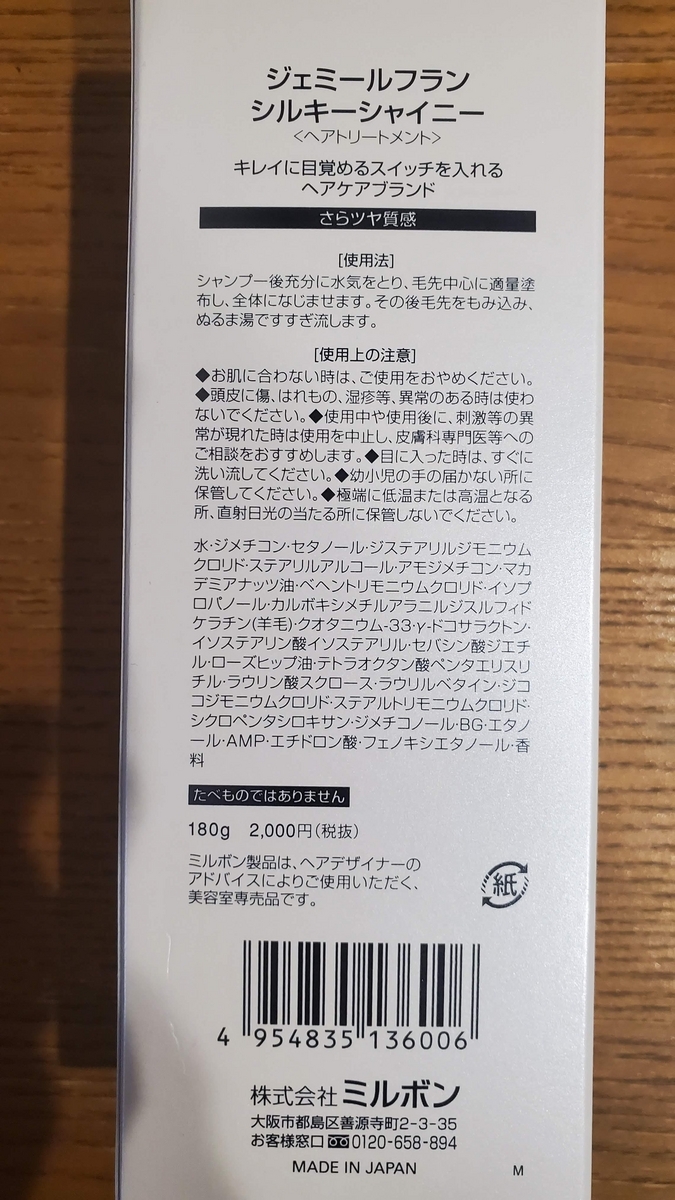 ジェミールフラン
シルキーシャイニー
〈ヘアトリートメント〉
キレイに目覚めるスイッチを入れる
ヘアケアブランド
さらツヤ質感
[使用法]
シャンプー後充分に水気をとり、毛先中心に適量塗
布し、全体になじませます。その後毛先をもみ込み、
ぬるま湯ですすぎ流します。
[使用上の注意]
◆お肌に合わない時は、ご使用をおやめください。
◆頭皮に傷、はれもの、湿疹等、異常のある時は使わ
ないでください。◆使用中や使用後に、刺激等の異
常が現れた時は使用を中止し、皮膚科専門医等への
ご相談をおすすめします。◆目に入った時は、すぐに
洗い流してください。◆幼小児の手の届かない所に
保管してください。◆極端に低温または高温となる
所、直射日光の当たる所に保管しないでください。
水・ジメチコン・セタノール・ジステアリルジモニウム
クロリド・ステアリルアルコール・アモジメチコン・マカ
デミアナッツ油・ベヘントリモニウムクロリド・イソプ
ロパノール・カルボキシメチルアラニルジスルフィド
ケラチン(羊毛)・クオタニウム-33・γ-ドコサラクトン・
イソステアリン酸イソステアリル・セバシン酸ジエチ
ル・ローズヒップ油・テトラオクタン酸ペンタエリスリ
チル・ラウリン酸スクロース・ラウリルベタイン・ジココ
コジモニウムクロリド・ステアルトリモニウムクロリド・
シクロペンタシロキサン・ジメチコノール・BG・エタノ
ール・AMP・エチドロン酸・フェノキシエタノール・香
料
たべものではありません
180g 2,000円(税抜)
ミルボン製品は、ヘアデザイナーの
アドバイスによりご使用いただく、
美容室専売品です。
紙
4 954835 136006
株式会社 ミルボン
大阪市都島区善源寺町2-3-35
お客様窓口 0120-658-894
MADE IN JAPAN M